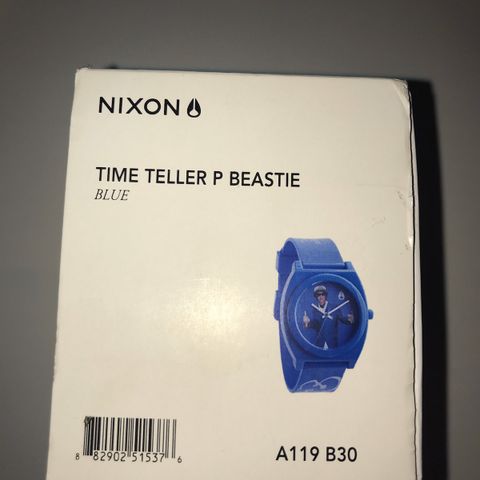 NIXON
TIME TELLER P BEASTIE
BLUE
8 82902 51537 6
A119 B30